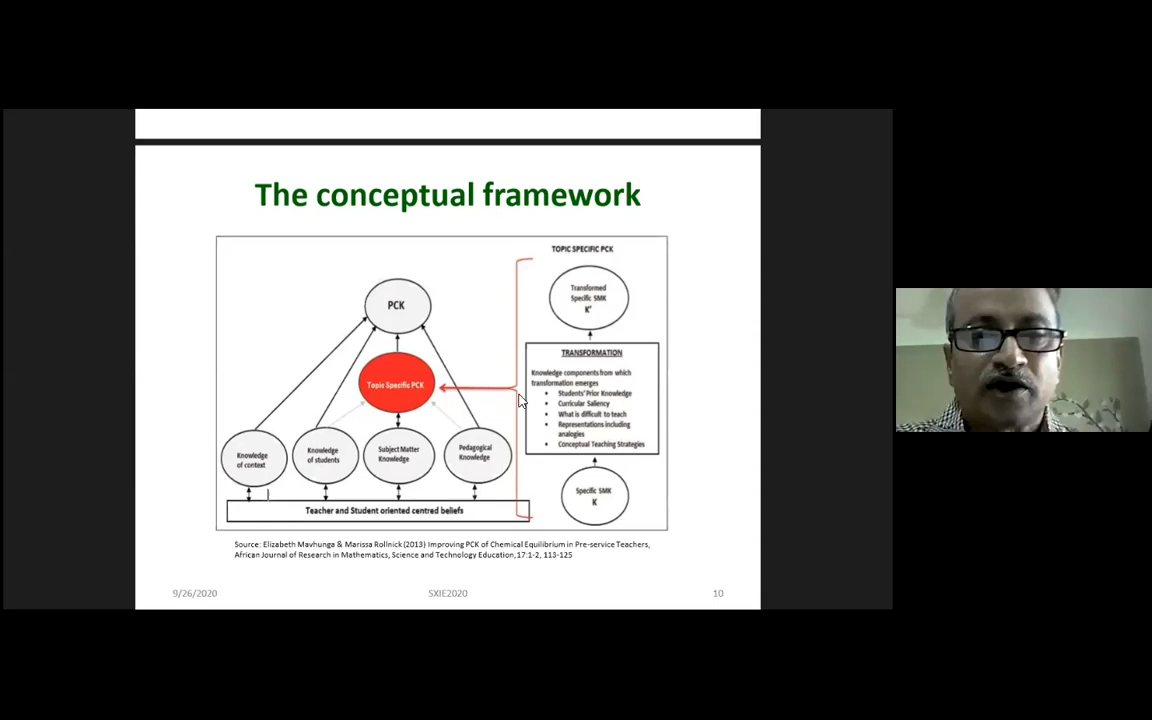 The conceptual framework
TOPIC SPECIFIC PCK
Transformed
Specific SMK
K'
PCK
TRANSFORMATION
Knowledge components from which
transformation emerges
• Students' Prior Knowledge
• Curricular Saliency
• What is difficult to teach
• Representations including
analogies
• Conceptual Teaching Strategies
Topic Specific PCK
Knowledge
of context
Knowledge
of students
Subject Matter
Knowledge
Pedagogical
Knowledge
Specific SMK
K
Teacher and Student oriented centred beliefs
Source: Elizabeth Mavhunga & Marissa Rollnick (2013) Improving PCK of Chemical Equilibrium in Pre-service Teachers,
African Journal of Research in Mathematics, Science and Technology Education,17:1-2, 113-125
9/26/2020
SXIE2020
10